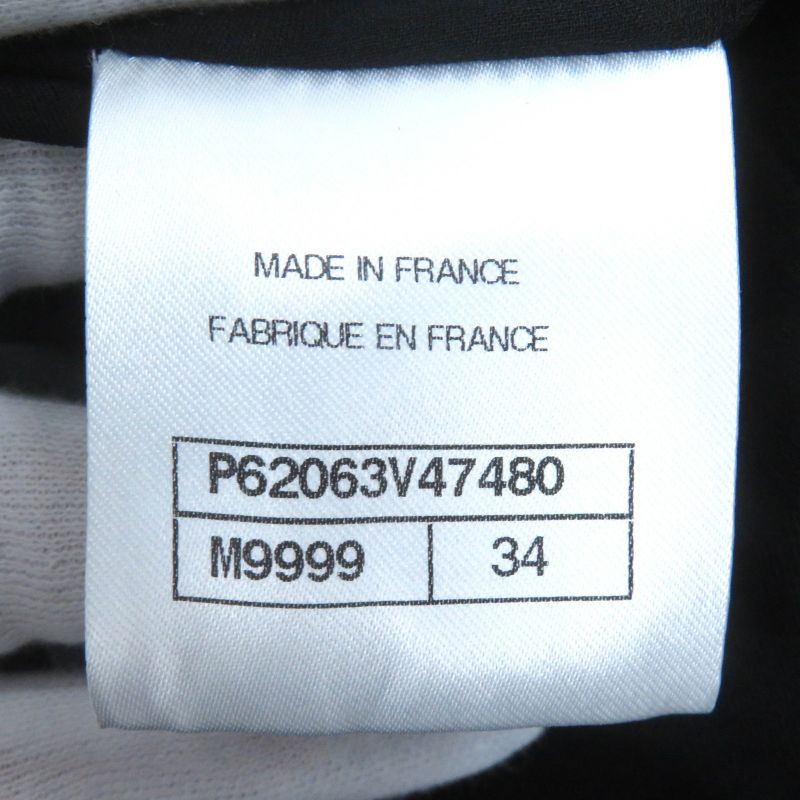 MADE IN FRANCE
FABRIQUE EN FRANCE
P62063V47480
M9999 34